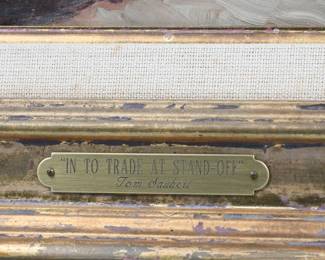 "IN TO TRADE AT STAND-OFF"
Tom Saubert